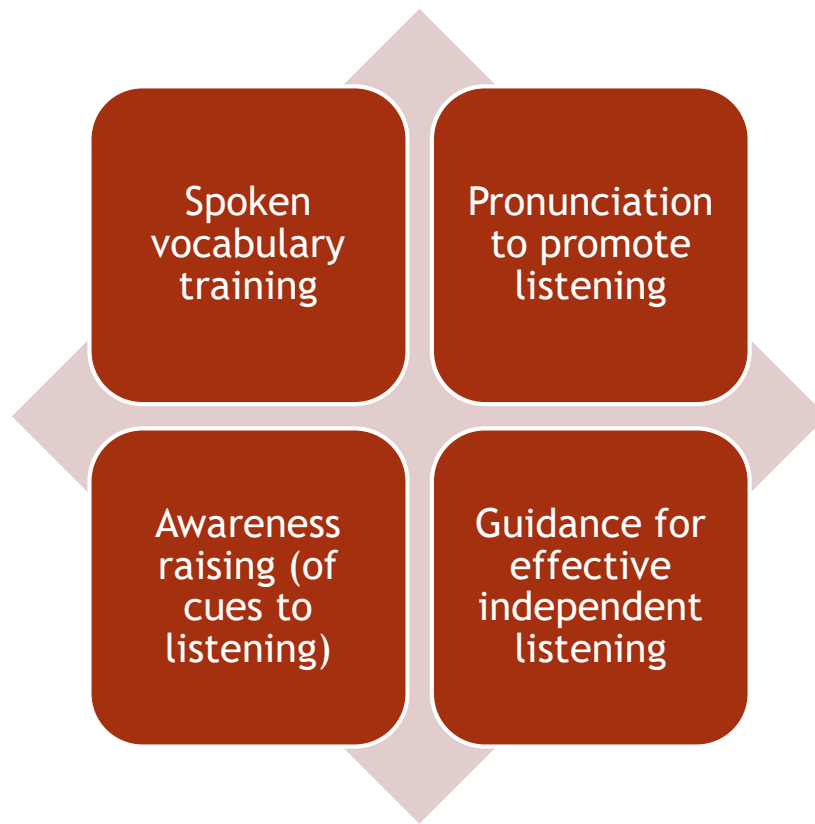 Spoken
vocabulary
training
Pronunciation
to promote
listening
Awareness
raising (of
cues to
listening)
Guidance for
effective
independent
listening